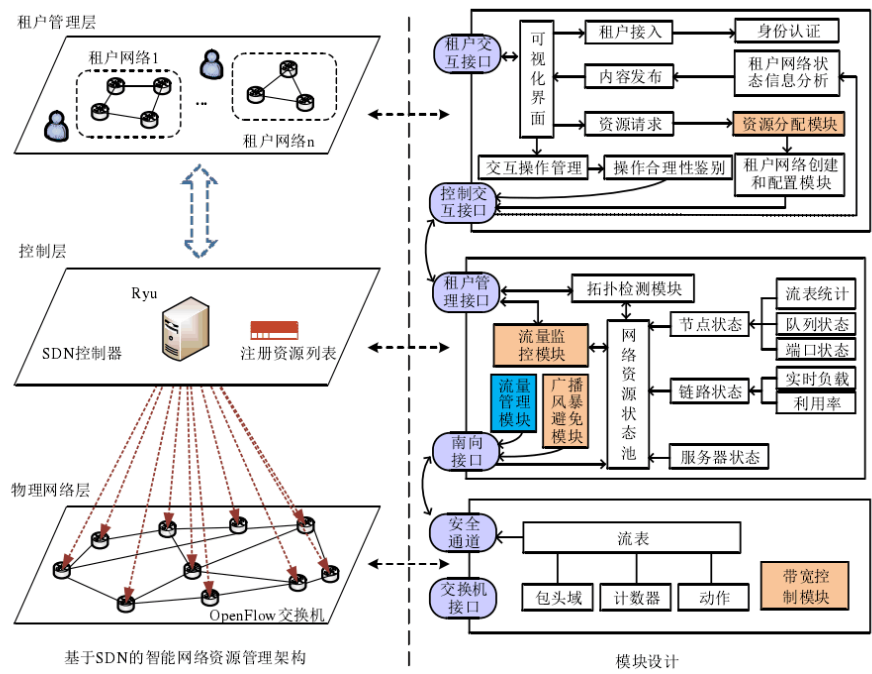 租户管理层
租户网络1
...
租户网络n
控制层
Ryu
SDN控制器
注册资源列表
物理网络层
OpenFlow交换机
基于SDN的智能网络资源管理架构
租户交
互接口
可
视
化
界
面
租户接入
身份认证
内容发布
租户网络状
态信息分析
资源请求
资源分配模块
交互操作管理
操作合理性鉴别
租户网络创建
和配置模块
控制交
互接口
租户管
理接口
拓扑检测模块
流量监
控模块
网
络
资
源
状
态
池
节点状态
流表统计
队列状态
端口状态
流量
管理
模块
广播
风暴
避免
模块
链路状态
实时负载
利用率
南向
接口
服务器状态
安全
通道
流表
交换机
接口
包头域
计数器
动作
带宽控
制模块
模块设计